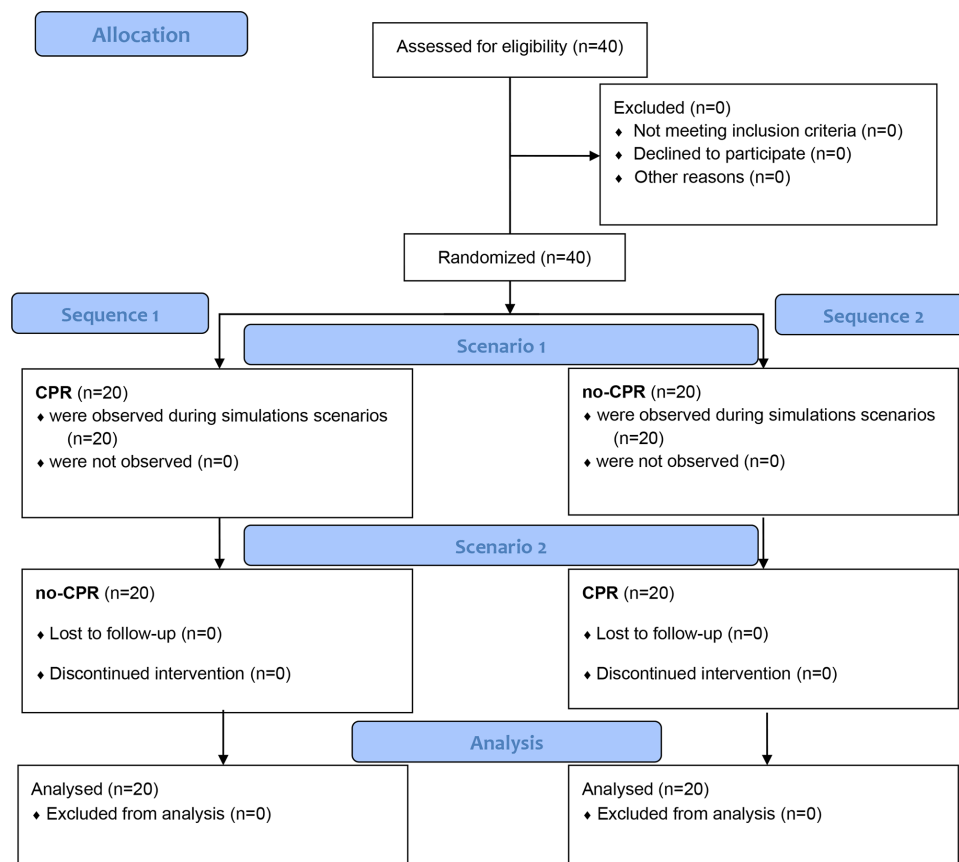 Allocation
Assessed for eligibility (n=40)
Excluded (n=0)
♦ Not meeting inclusion criteria (n=0)
♦ Declined to participate (n=0)
♦ Other reasons (n=0)
Randomized (n=40)
Sequence 1
Sequence 2
Scenario 1
CPR (n=20)
♦ were observed during simulations scenarios
(n=20)
♦ were not observed (n=0)
no-CPR (n=20)
♦ were observed during simulations scenarios
(n=20)
♦ were not observed (n=0)
Scenario 2
no-CPR (n=20)
♦ Lost to follow-up (n=0)
♦ Discontinued intervention (n=0)
CPR (n=20)
♦ Lost to follow-up (n=0)
♦ Discontinued intervention (n=0)
Analysis
Analysed (n=20)
♦ Excluded from analysis (n=0)
Analysed (n=20)
♦ Excluded from analysis (n=0)